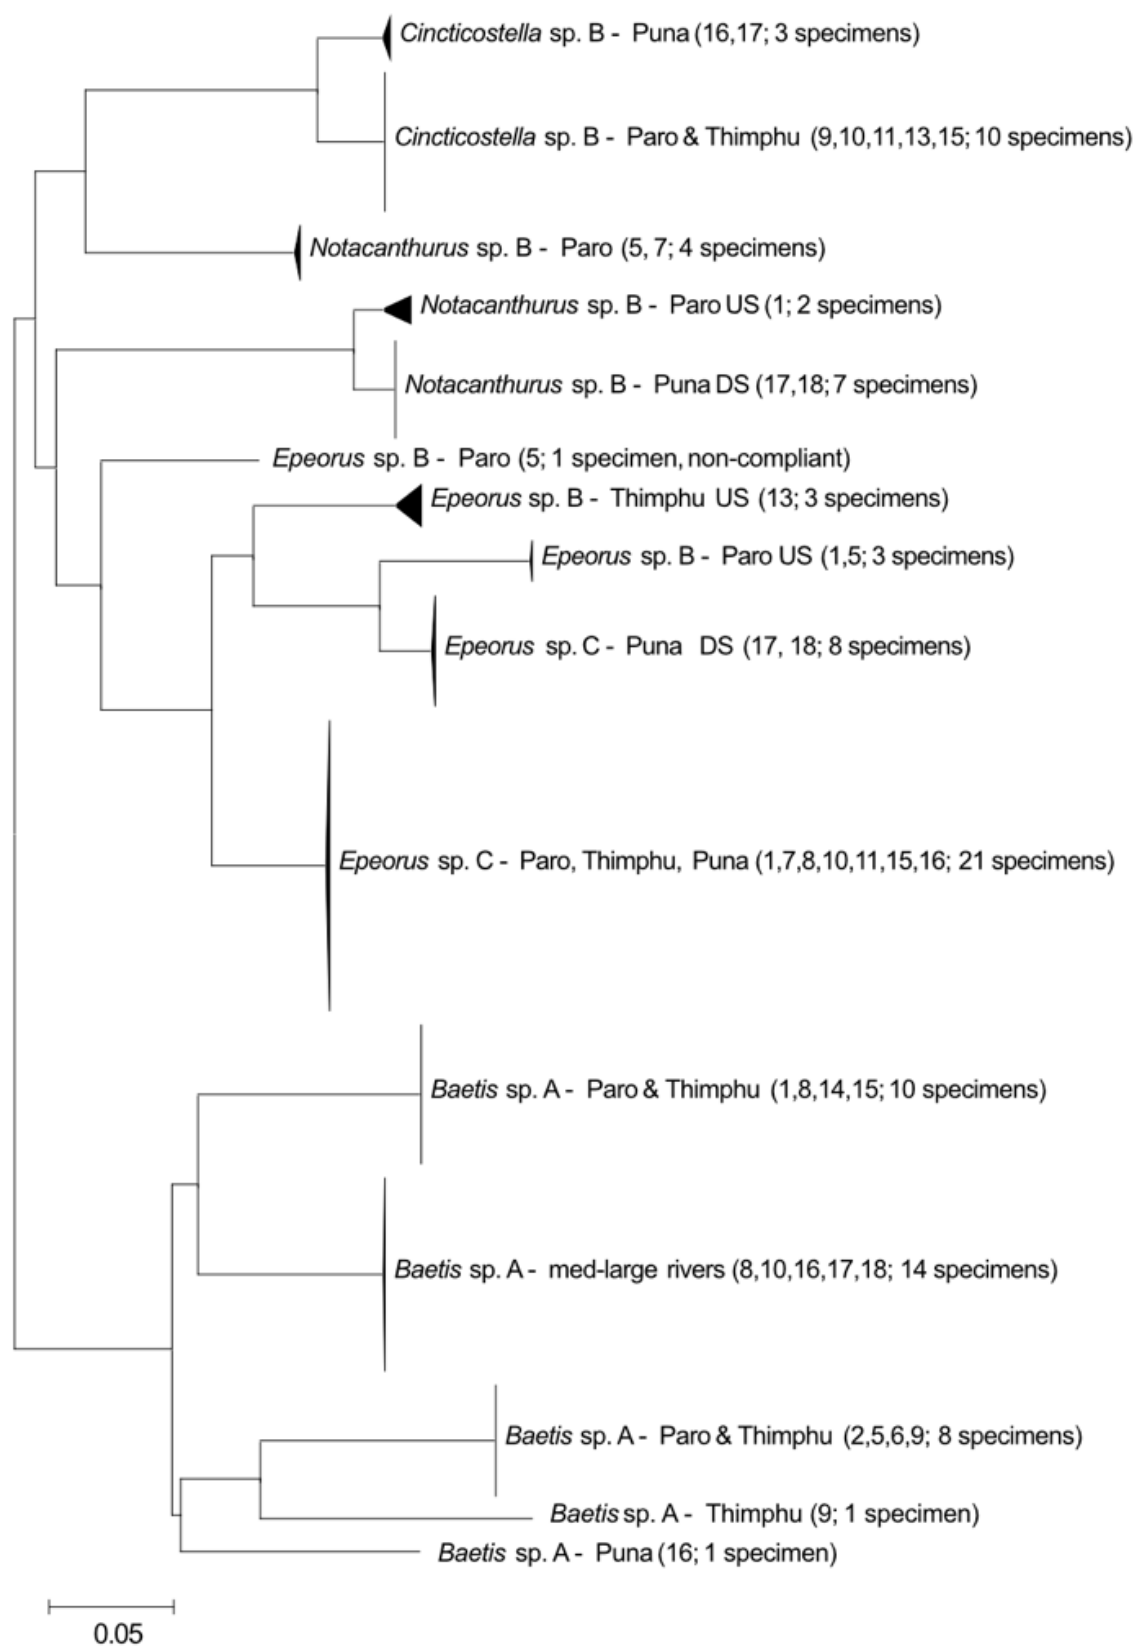 Cincticostella sp. B - Puna (16,17; 3 specimens)
Cincticostella sp. B - Paro & Thimphu (9,10,11,13,15; 10 specimens)
Notacanthurus sp. B - Paro (5, 7; 4 specimens)
Notacanthurus sp. B - Paro US (1; 2 specimens)
Notacanthurus sp. B - Puna DS (17,18; 7 specimens)
Epeorus sp. B - Paro (5; 1 specimen, non-compliant)
Epeorus sp. B - Thimphu US (13; 3 specimens)
Epeorus sp. B - Paro US (1,5; 3 specimens)
Epeorus sp. C - Puna DS (17, 18; 8 specimens)
Epeorus sp. C - Paro, Thimphu, Puna (1,7,8,10,11,15,16; 21 specimens)
Baetis sp. A - Paro & Thimphu (1,8,14,15; 10 specimens)
Baetis sp. A - med-large rivers (8,10,16,17,18; 14 specimens)
Baetis sp. A - Paro & Thimphu (2,5,6,9; 8 specimens)
Baetis sp. A - Thimphu (9; 1 specimen)
Baetis sp. A - Puna (16; 1 specimen)
0.05